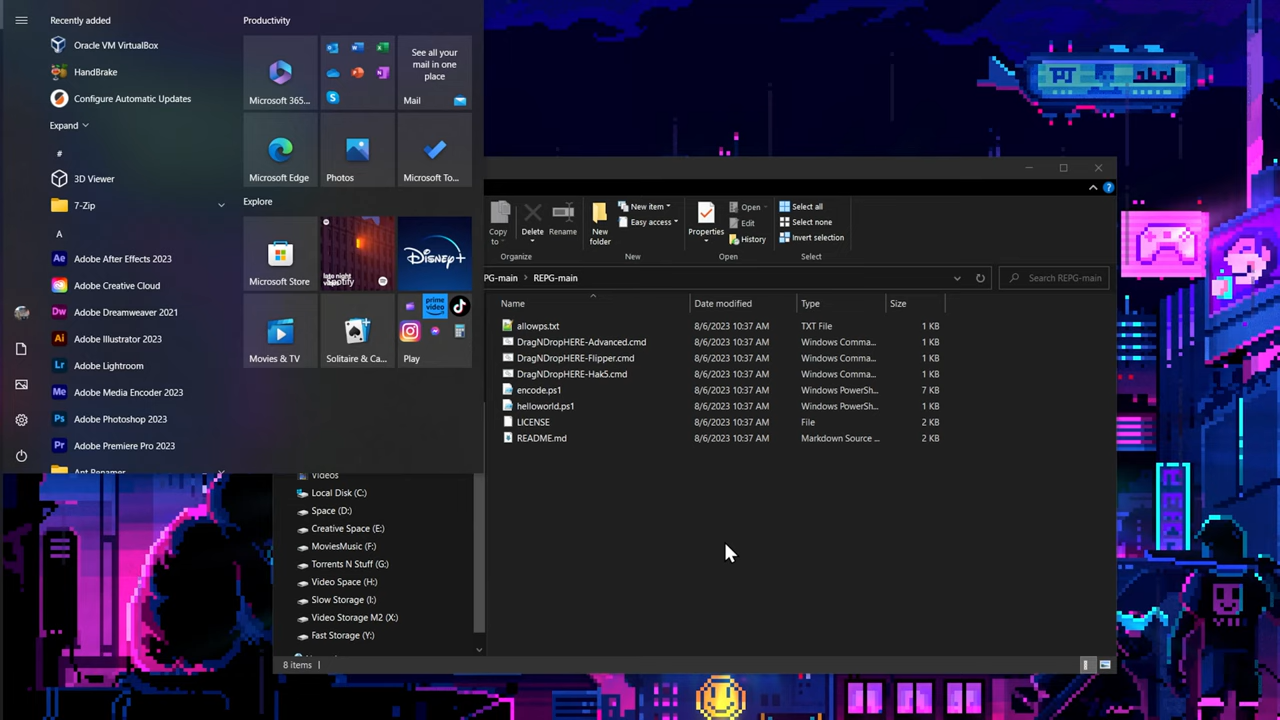 Recently added
Oracle VM VirtualBox
HandBrake
Configure Automatic Updates
Expand
#
3D Viewer
7-Zip
A
Adobe After Effects 2023
Adobe Creative Cloud
Adobe Dreamweaver 2021
Adobe Illustrator 2023
Adobe Lightroom
Adobe Media Encoder 2023
Adobe Photoshop 2023
Adobe Premiere Pro 2023
Ant Renamer
Productivity
Microsoft 365...
See all your
mail in one
place
Mail
Microsoft Edge
Photos
Microsoft To...
Explore
Microsoft Store
late night
Spotify
Disney+
prime
video
Movies & TV
Solitaire & Ca...
Play
Copy
to
Delete
Rename
Organize
New
folder
New item
Easy access
New
Properties
Open
Edit
History
Open
Select all
Select none
Invert selection
Select
PG-main > REPG-main
Search REPG-main
Name Date modified Type Size
allowps.txt 8/6/2023 10:37 AM TXT File 1 KB
DragNDropHERE-Advanced.cmd 8/6/2023 10:37 AM Windows Comma... 1 KB
DragNDropHERE-Flipper.cmd 8/6/2023 10:37 AM Windows Comma... 1 KB
DragNDropHERE-Hak5.cmd 8/6/2023 10:37 AM Windows Comma... 1 KB
encode.ps1 8/6/2023 10:37 AM Windows PowerSh... 7 KB
helloworld.ps1 8/6/2023 10:37 AM Windows PowerSh... 1 KB
LICENSE 8/6/2023 10:37 AM File 2 KB
README.md 8/6/2023 10:37 AM Markdown Source ... 2 KB
Videos
Local Disk (C:)
Space (D:)
Creative Space (E:)
MoviesMusic (F:)
Torrents N Stuff (G:)
Video Space (H:)
Slow Storage (I:)
Video Storage M2 (X:)
Fast Storage (Y:)
8 items